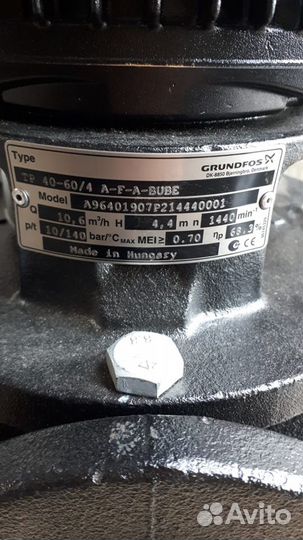 Type
GRUNDFOS
DK-8850 Bjerringbro, Denmark
TP 40-60/4 A-F-A-BUBE
Model A96401907P214440001
Q 10,6 m³/h H 4,4 m n 1440 min⁻¹
p/t 10/140 bar/°C MAX MEI ≥ 0.70 ηp 68.3 %
Made in Hungary
8.8
Avito